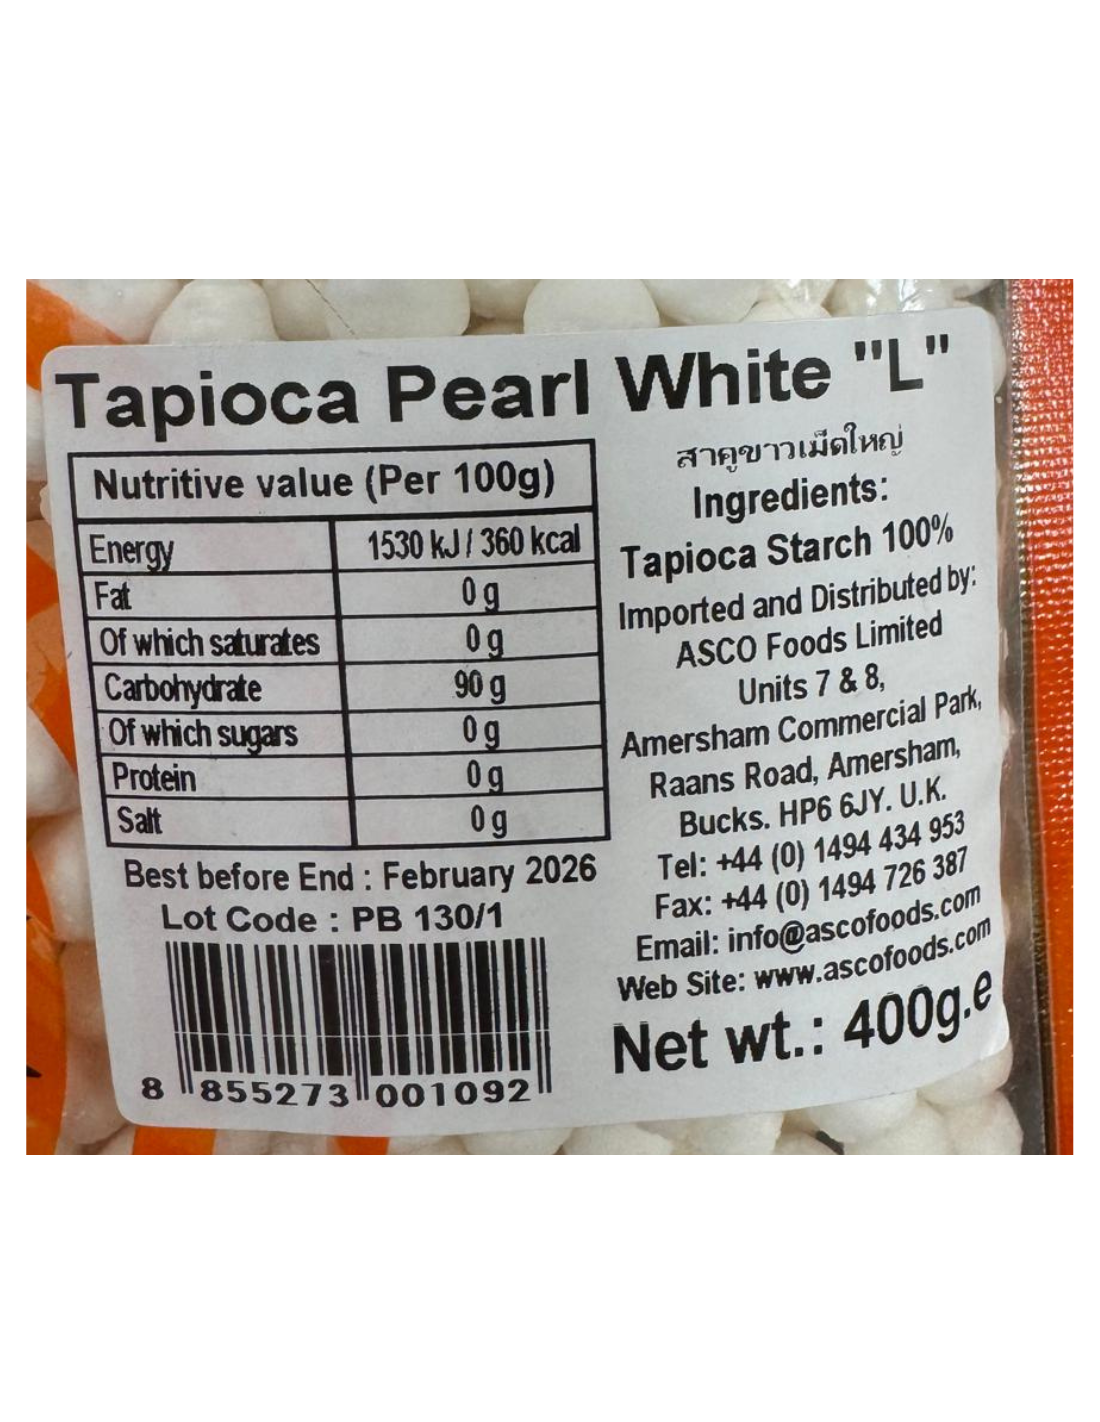 Tapioca Pearl White "L"
Nutritive value (Per 100g)
Energy 1530 kJ / 360 kcal
Fat 0 g
Of which saturates 0 g
Carbohydrate 90 g
Of which sugars 0 g
Protein 0 g
Salt 0 g
Best before End : February 2026
Lot Code : PB 130/1
8 855273 001092
สาคูขาวเม็ดใหญ่
Ingredients:
Tapioca Starch 100%
Imported and Distributed by:
ASCO Foods Limited
Units 7 & 8,
Amersham Commercial Park,
Raans Road, Amersham,
Bucks. HP6 6JY. U.K.
Tel: +44 (0) 1494 434 953
Fax: +44 (0) 1494 726 387
Email: info@ascofoods.com
Web Site: www.ascofoods.com
Net wt.: 400g.e